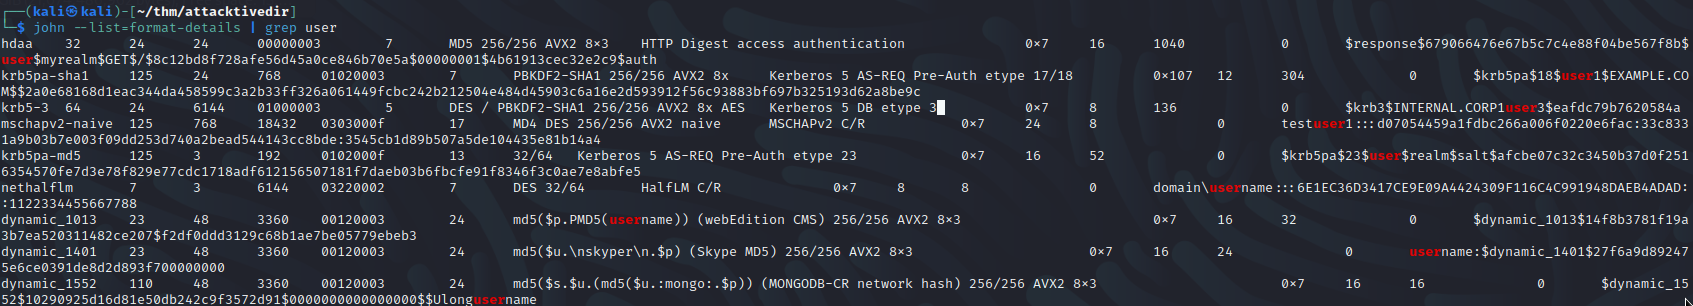 ┌──(kali㉿kali)-[~/thm/attacktivedir]
└─$ john --list=format-details | grep user
hdaa 32 24 24 00000003 7 MD5 256/256 AVX2 8×3 HTTP Digest access authentication 0×7 16 1040 0 $response$679066476e67b5c7c4e88f04be567f8b$
user$myrealm$GET$/$8c12bd8f728afe56d45a0ce846b70e5a$00000001$4b61913cec32e2c9$auth
krb5pa-sha1 125 24 768 01020003 7 PBKDF2-SHA1 256/256 AVX2 8x Kerberos 5 AS-REQ Pre-Auth etype 17/18 0×107 12 304 0 $krb5pa$18$user1$EXAMPLE.CO
M$$2a0e68168d1eac344da458599c3a2b33ff326a061449fcbc242b212504e484d45903c6a16e2d593912f56c93883bf697b325193d62a8be9c
krb5-3 64 24 6144 01000003 5 DES / PBKDF2-SHA1 256/256 AVX2 8x AES Kerberos 5 DB etype 3 0×7 8 136 0 $krb3$INTERNAL.CORP1user3$eafdc79b7620584a
mschapv2-naive 125 768 18432 0303000f 17 MD4 DES 256/256 AVX2 naive MSCHAPv2 C/R 0×7 24 8 0 testuser1:::d07054459a1fdbc266a006f0220e6fac:33c833
1a9b03b7e003f09dd253d740a2bead544143cc8bde:3545cb1d89b507a5de104435e81b14a4
krb5pa-md5 125 3 192 0102000f 13 32/64 Kerberos 5 AS-REQ Pre-Auth etype 23 0×7 16 52 0 $krb5pa$23$user$realm$salt$afcbe07c32c3450b37d0f251
6354570fe7d3e78f829e77cdc1718adf612156507181f7daeb03b6fbcfe91f8346f3c0ae7e8abfe5
nethalflm 7 3 6144 03220002 7 DES 32/64 HalfLM C/R 0×7 8 8 0 domain\username:::6E1EC36D3417CE9E09A4424309F116C4C991948DAEB4ADAD:
:1122334455667788
dynamic_1013 23 48 3360 00120003 24 md5($p.PMD5(username)) (webEdition CMS) 256/256 AVX2 8×3 0×7 16 32 0 $dynamic_1013$14f8b3781f19a
3b7ea520311482ce207$f2df0ddd3129c68b1ae7be05779ebeb3
dynamic_1401 23 48 3360 00120003 24 md5($u.\nskyper\n.$p) (Skype MD5) 256/256 AVX2 8×3 0×7 16 24 0 username:$dynamic_1401$27f6a9d89247
5e6ce0391de8d2d893f700000000
dynamic_1552 110 48 3360 00120003 24 md5($s.$u.(md5($u.:mongo:.$p)) (MONGODB-CR network hash) 256/256 AVX2 8×3 0×7 16 16 0 $dynamic_15
52$10290925d16d81e50db242c9f3572d91$0000000000000000$$Ulongusername